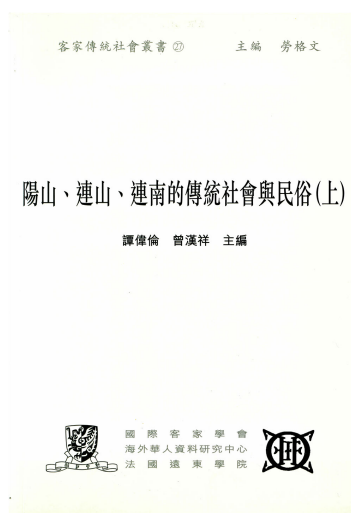 客家傳統社會叢書㉗ 主編 勞格文
陽山、連山、連南的傳統社會與民俗(上)
譚偉倫 曾漢祥 主編
國際客家學會
海外華人資料研究中心
法國遠東學院